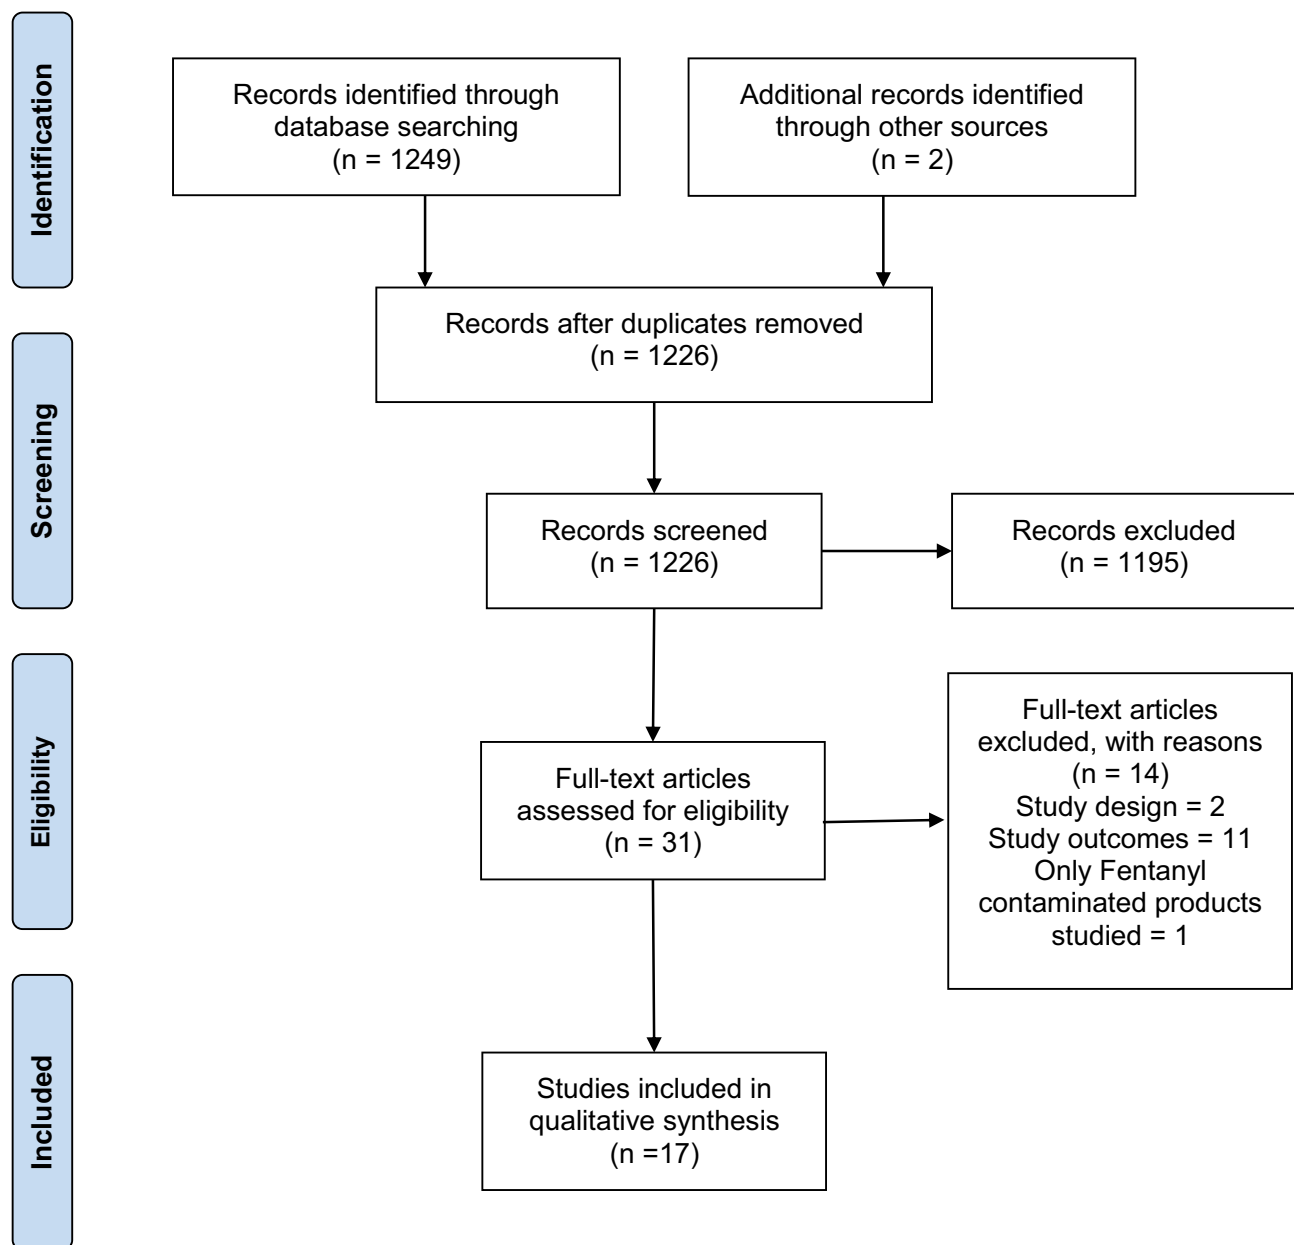 Identification
Records identified through
database searching
(n = 1249)
Additional records identified
through other sources
(n = 2)
Records after duplicates removed
(n = 1226)
Screening
Records screened
(n = 1226)
Records excluded
(n = 1195)
Eligibility
Full-text articles
assessed for eligibility
(n = 31)
Full-text articles
excluded, with reasons
(n = 14)
Study design = 2
Study outcomes = 11
Only Fentanyl
contaminated products
studied = 1
Included
Studies included in
qualitative synthesis
(n =17)